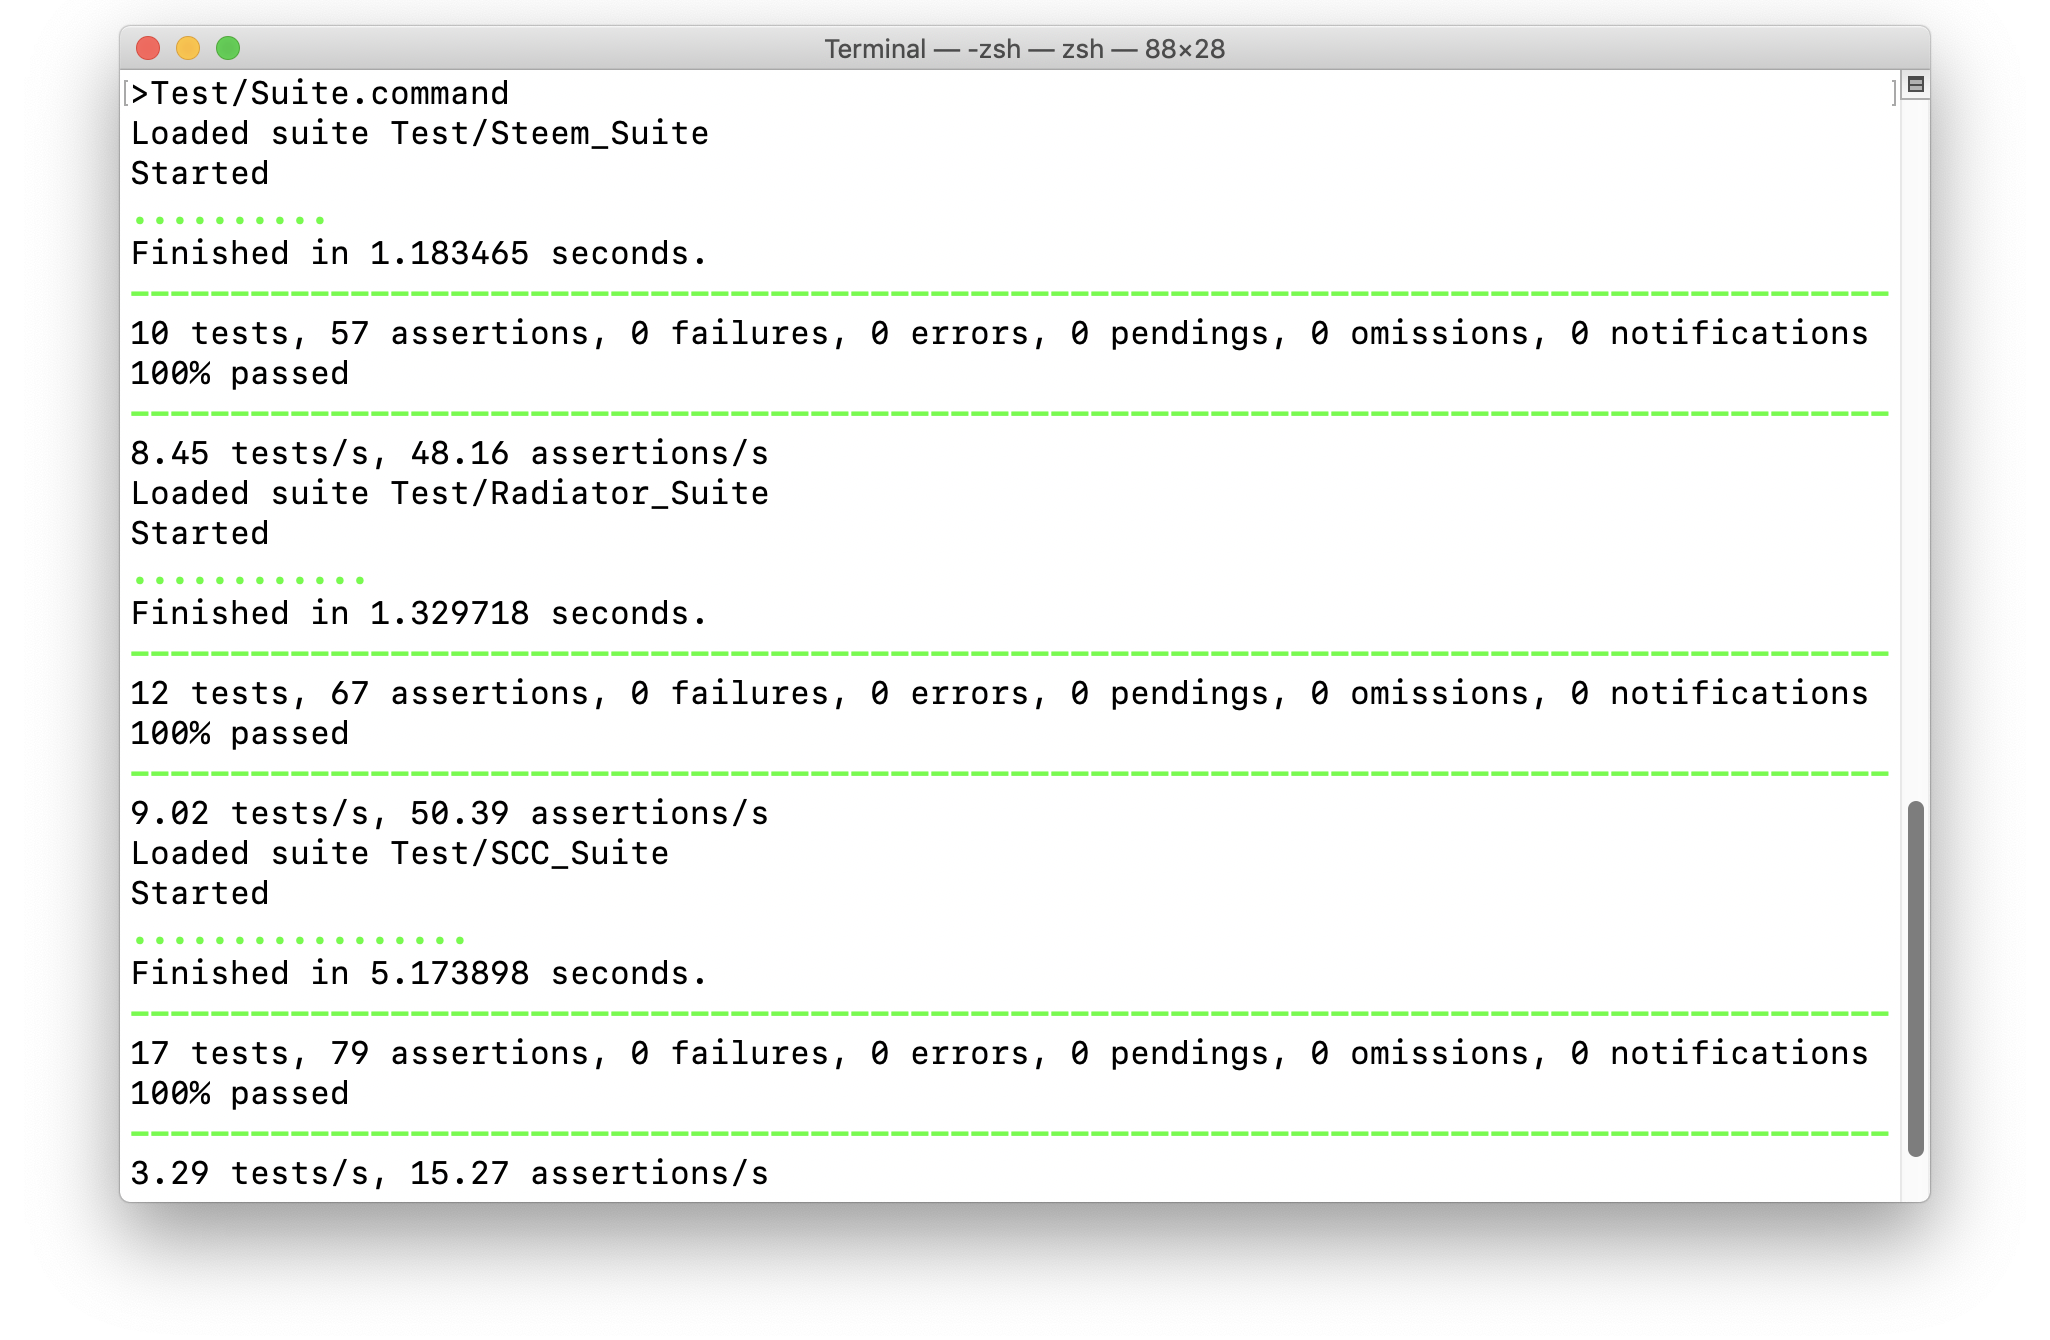 Terminal — -zsh — zsh — 88×28
[>Test/Suite.command ]
Loaded suite Test/Steem_Suite
Started
..........
Finished in 1.183465 seconds.
----------------------------------------------------------------------------------------
10 tests, 57 assertions, 0 failures, 0 errors, 0 pendings, 0 omissions, 0 notifications
100% passed
----------------------------------------------------------------------------------------
8.45 tests/s, 48.16 assertions/s
Loaded suite Test/Radiator_Suite
Started
............
Finished in 1.329718 seconds.
----------------------------------------------------------------------------------------
12 tests, 67 assertions, 0 failures, 0 errors, 0 pendings, 0 omissions, 0 notifications
100% passed
----------------------------------------------------------------------------------------
9.02 tests/s, 50.39 assertions/s
Loaded suite Test/SCC_Suite
Started
.................
Finished in 5.173898 seconds.
----------------------------------------------------------------------------------------
17 tests, 79 assertions, 0 failures, 0 errors, 0 pendings, 0 omissions, 0 notifications
100% passed
----------------------------------------------------------------------------------------
3.29 tests/s, 15.27 assertions/s